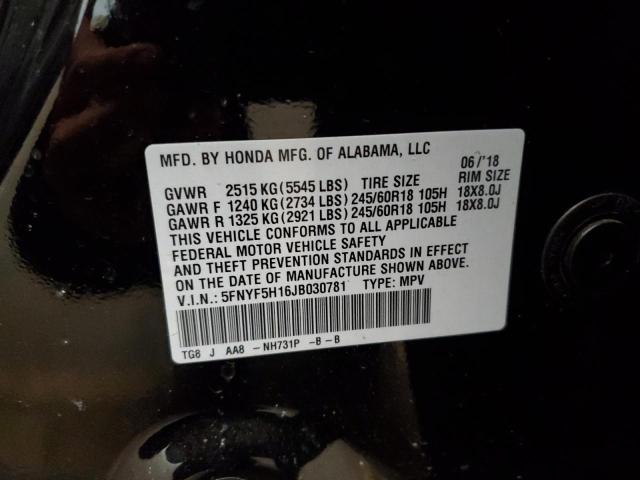 MFD. BY HONDA MFG. OF ALABAMA, LLC 06/'18
GVWR 2515 KG (5545 LBS) TIRE SIZE RIM SIZE
GAWR F 1240 KG (2734 LBS) 245/60R18 105H 18X8.0J
GAWR R 1325 KG (2921 LBS) 245/60R18 105H 18X8.0J
THIS VEHICLE CONFORMS TO ALL APPLICABLE
FEDERAL MOTOR VEHICLE SAFETY
AND THEFT PREVENTION STANDARDS IN EFFECT
ON THE DATE OF MANUFACTURE SHOWN ABOVE.
V.I.N.: 5FNYF5H16JB030781 TYPE: MPV
TG8 J AA8 - NH731P - B - B